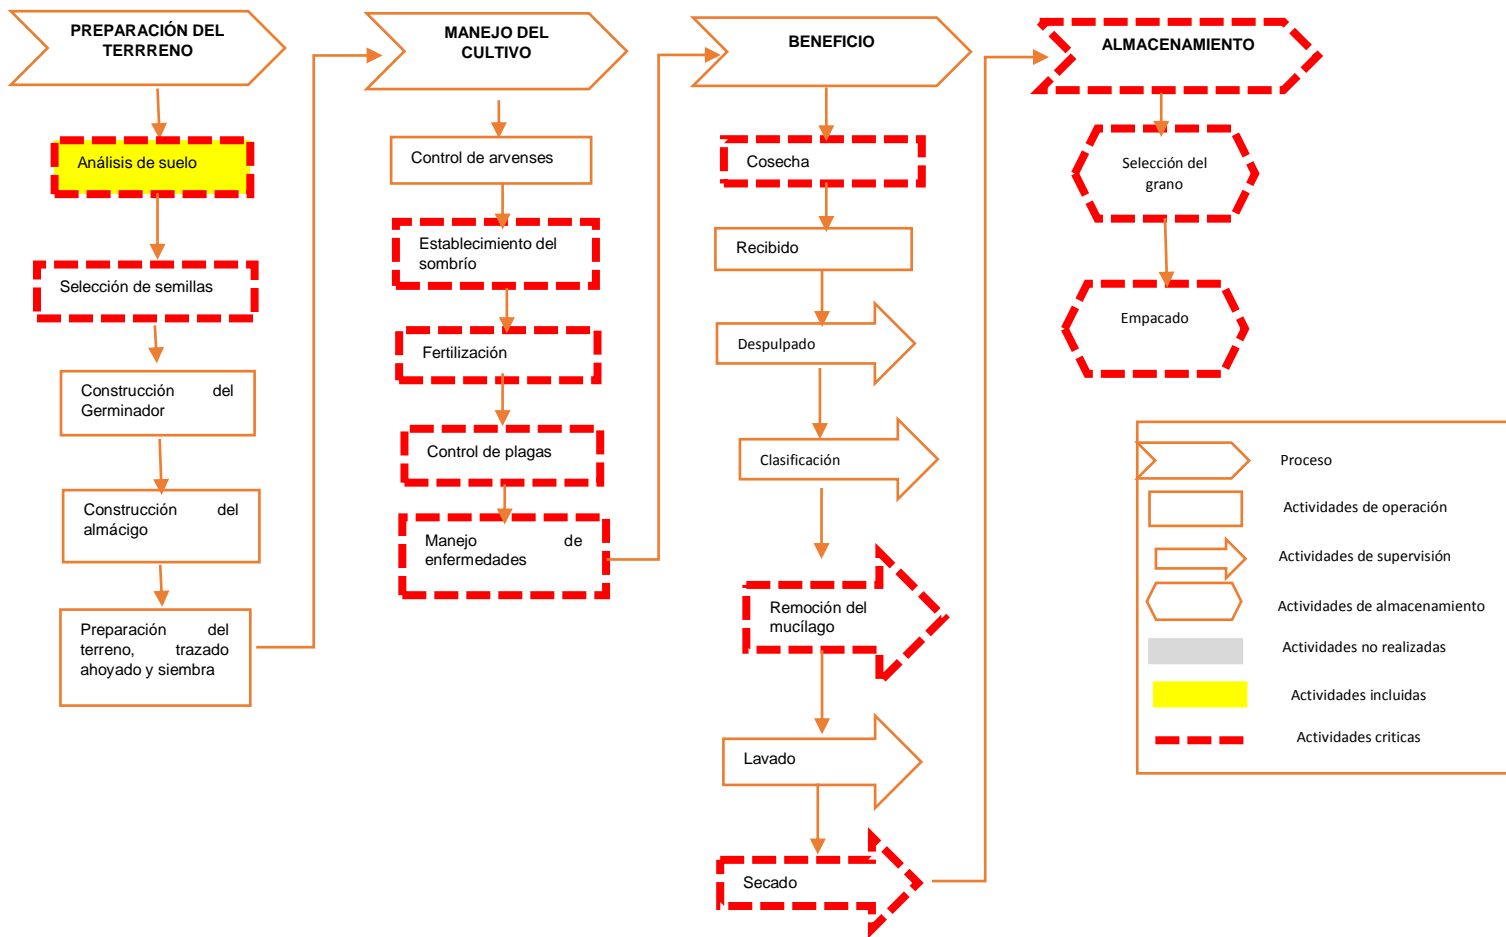 PREPARACIÓN DEL
TERRRENO
Análisis de suelo
Selección de semillas
Construcción del
Germinador
Construcción del
almácigo
Preparación del
terreno, trazado
ahoyado y siembra
MANEJO DEL
CULTIVO
Control de arvenses
Establecimiento del
sombrío
Fertilización
Control de plagas
Manejo de
enfermedades
BENEFICIO
Cosecha
Recibido
Despulpado
Clasificación
Remoción del
mucílago
Lavado
Secado
ALMACENAMIENTO
Selección del
grano
Empacado
Proceso
Actividades de operación
Actividades de supervisión
Actividades de almacenamiento
Actividades no realizadas
Actividades incluidas
Actividades criticas